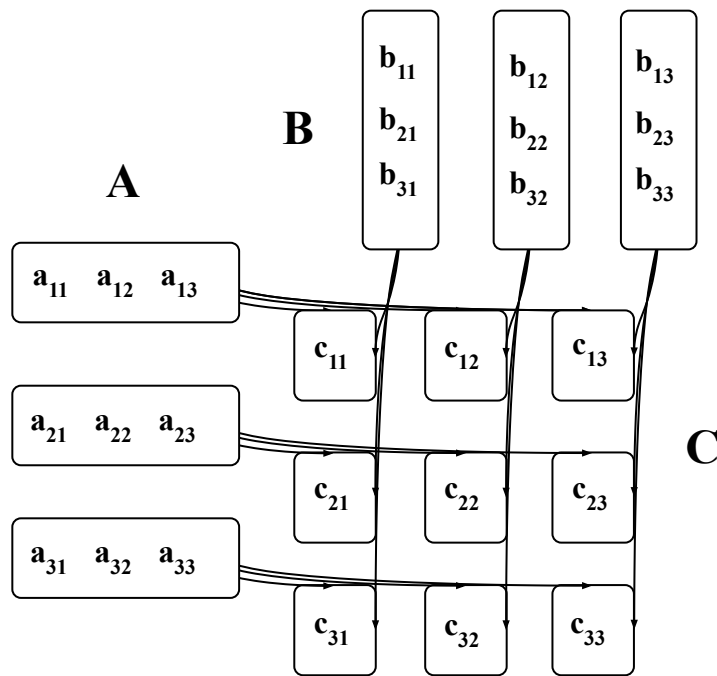 b₁₁ b₁₂ b₁₃
B b₂₁ b₂₂ b₂₃
A b₃₁ b₃₂ b₃₃
a₁₁ a₁₂ a₁₃
c₁₁ c₁₂ c₁₃
a₂₁ a₂₂ a₂₃ C
c₂₁ c₂₂ c₂₃
a₃₁ a₃₂ a₃₃
c₃₁ c₃₂ c₃₃